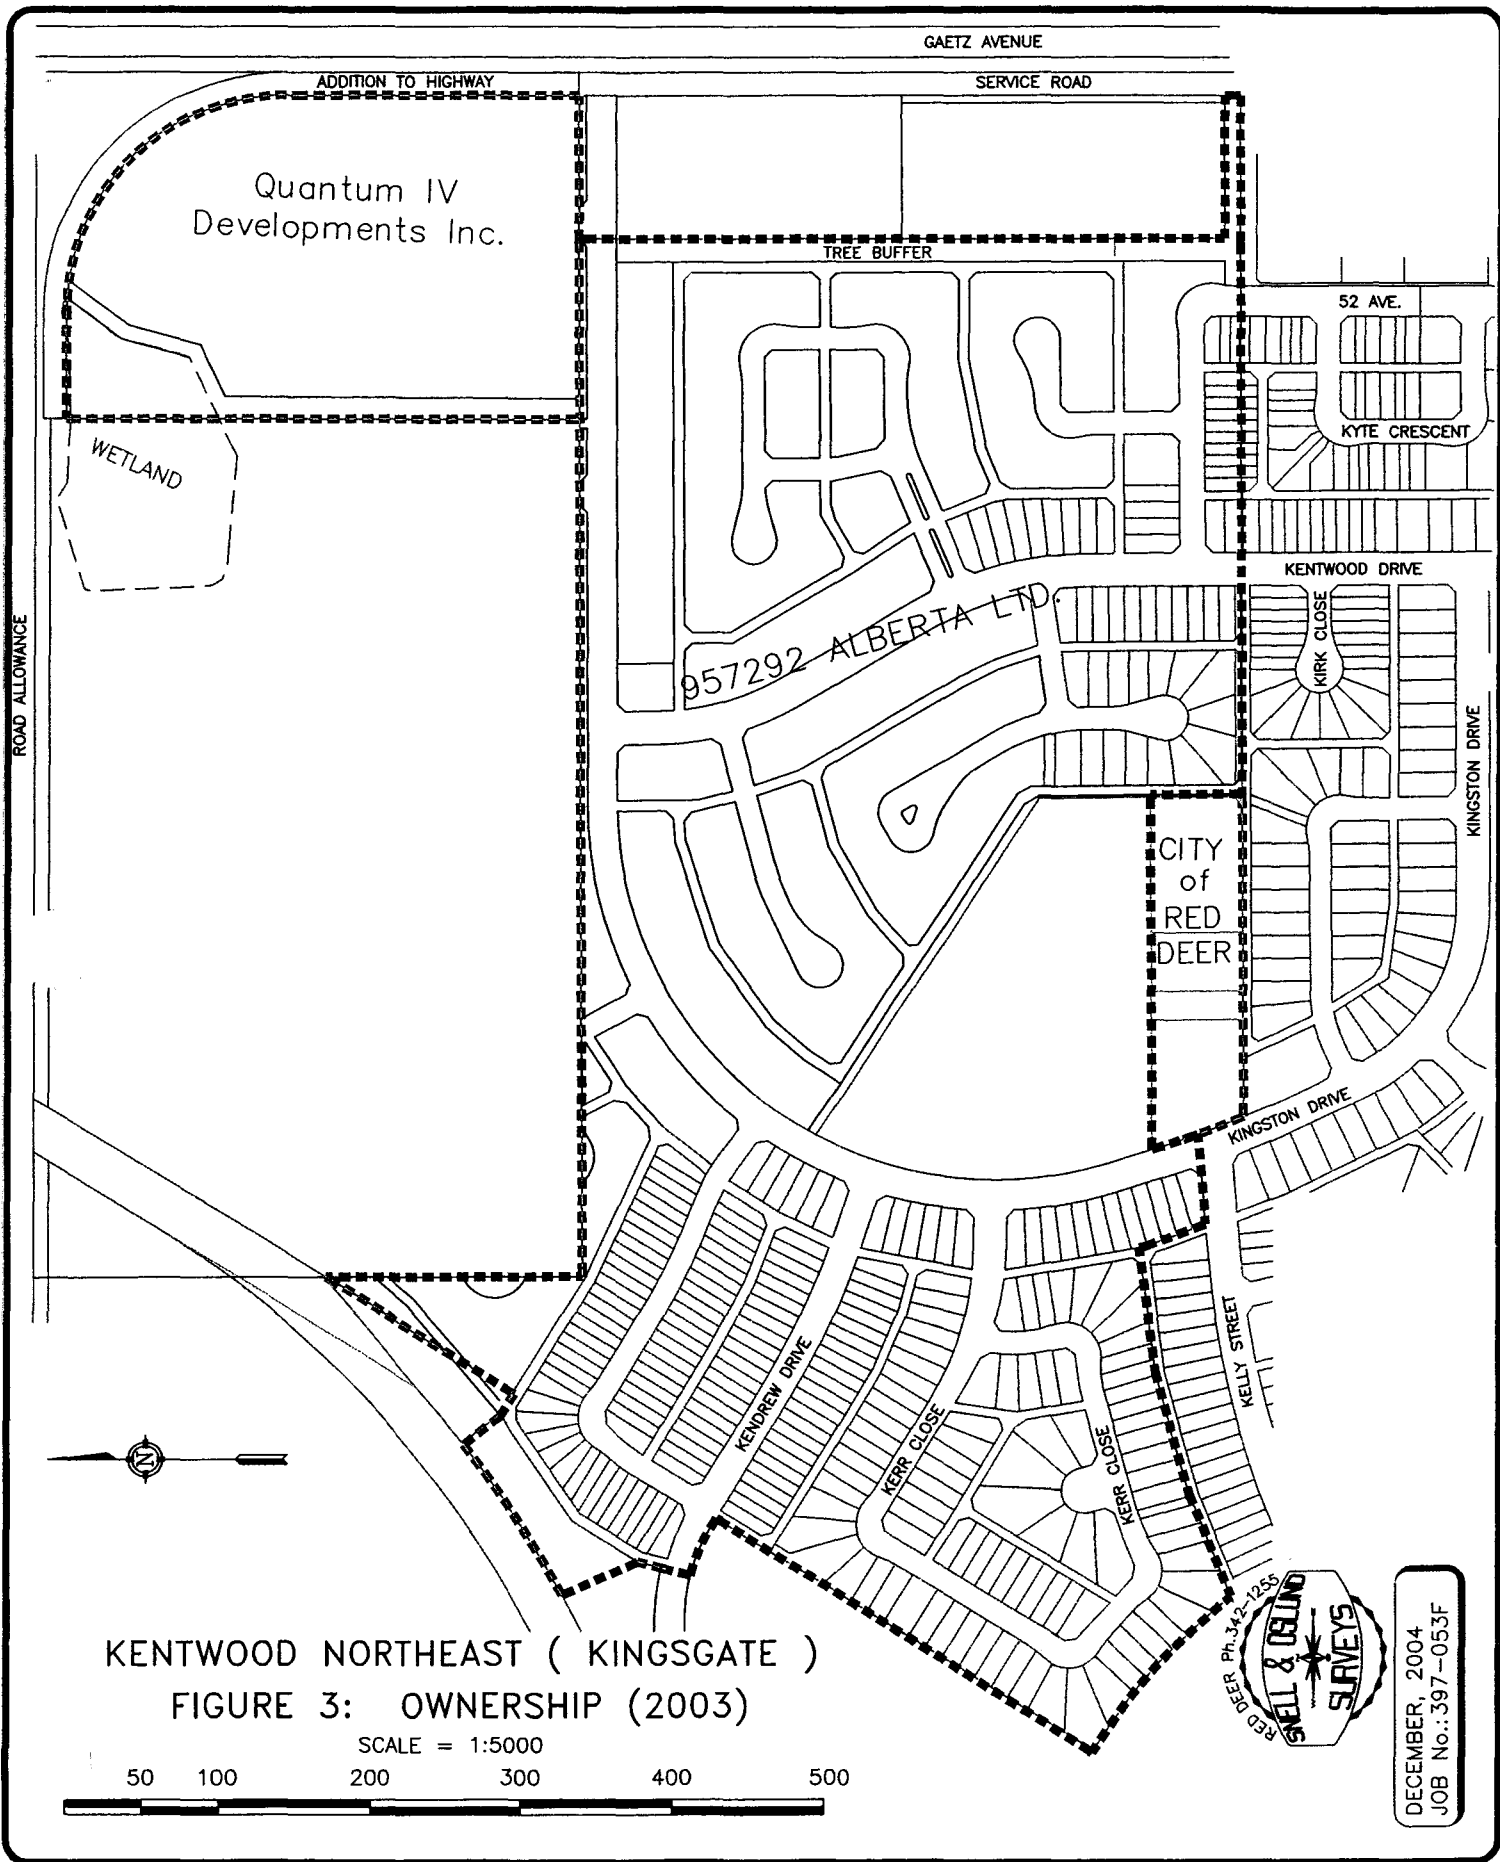 GAETZ AVENUE
ADDITION TO HIGHWAY
SERVICE ROAD
Quantum IV
Developments Inc.
TREE BUFFER
52 AVE.
KYTE CRESCENT
WETLAND
KENTWOOD DRIVE
KIRK CLOSE
957292 ALBERTA LTD.
ROAD ALLOWANCE
KINGSTON DRIVE
CITY
of
RED
DEER
KINGSTON DRIVE
KELLY STREET
KENDREW DRIVE
KERR CLOSE
KERR CLOSE
N
KENTWOOD NORTHEAST ( KINGSGATE )
FIGURE 3: OWNERSHIP (2003)
SCALE = 1:5000
50 100 200 300 400 500
RED DEER Ph.342-1255
SNELL & OSLUND
SURVEYS
DECEMBER, 2004
JOB No.: 397-053F